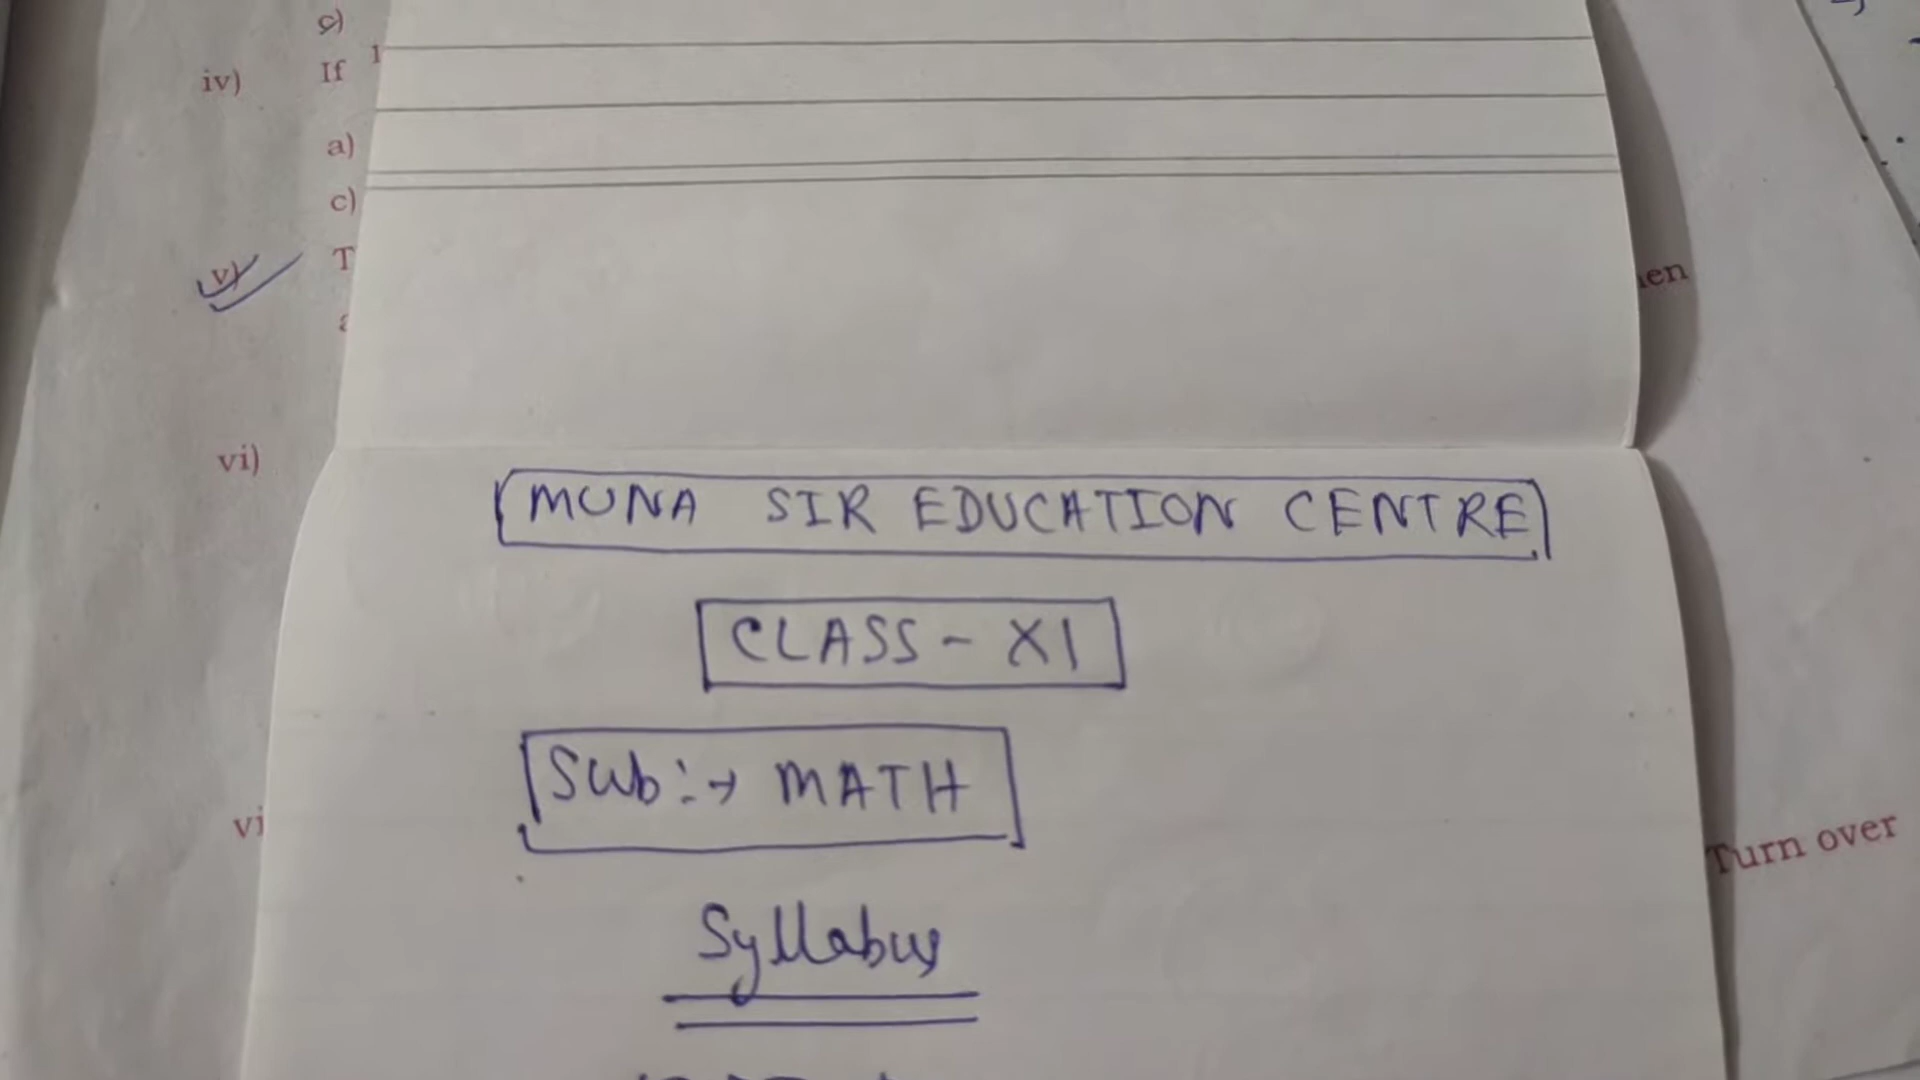 c)
iv) If
a)
c)
v) T
en
vi)
MUNA SIR EDUCATION CENTRE
CLASS - XI
Sub :→ MATH
vi
Turn over
Syllabus